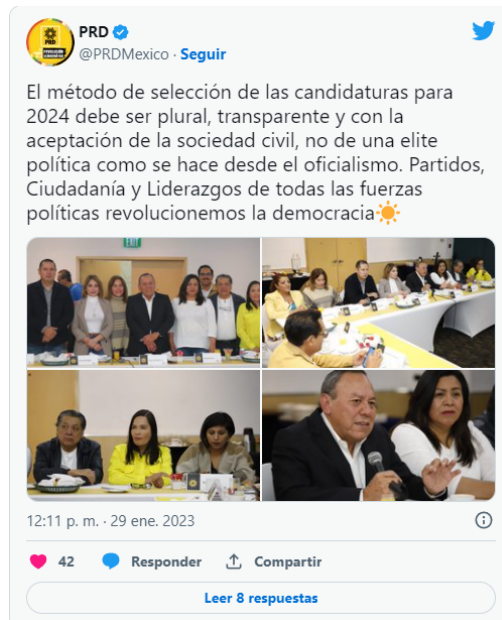 PRD
@PRDMexico · Seguir
El método de selección de las candidaturas para
2024 debe ser plural, transparente y con la
aceptación de la sociedad civil, no de una elite
política como se hace desde el oficialismo. Partidos,
Ciudadanía y Liderazgos de todas las fuerzas
políticas revolucionemos la democracia☀️
EXIT
12:11 p. m. · 29 ene. 2023
42 Responder Compartir
Leer 8 respuestas